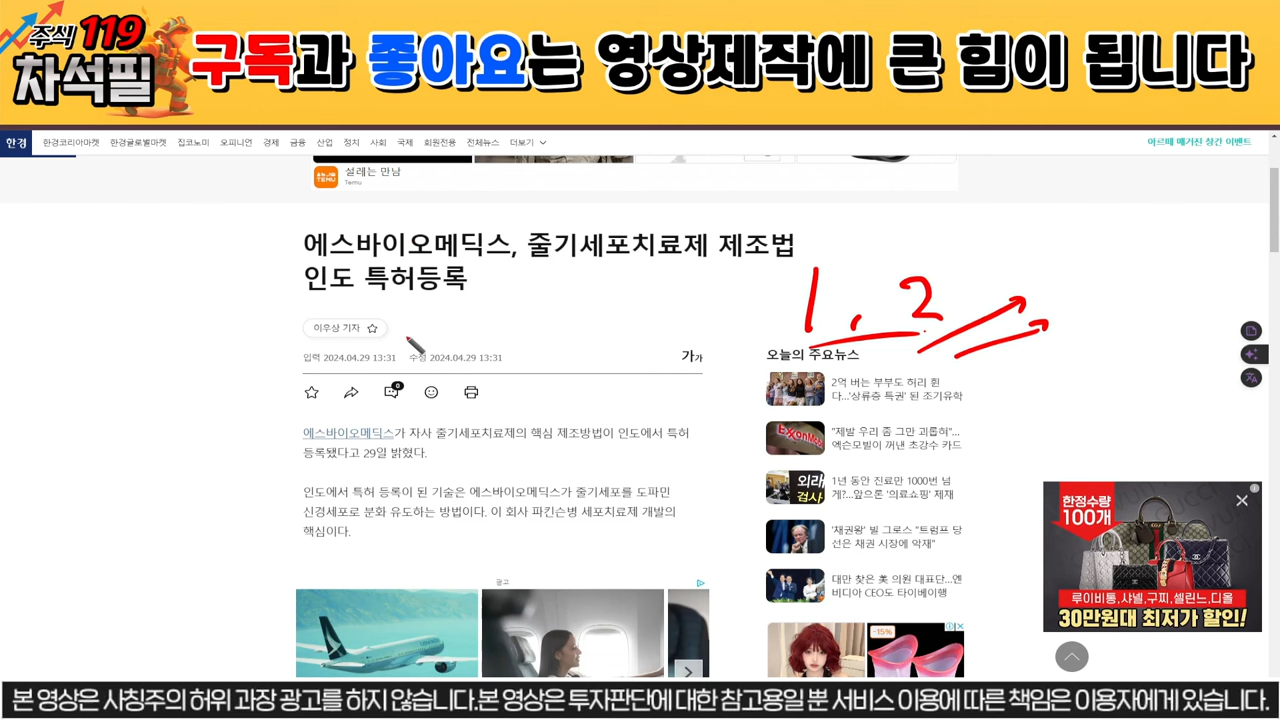 주식 119
차석필
구독과 좋아요는 영상제작에 큰 힘이 됩니다
한경
한경코리아마켓 한경글로벌마켓 집코노미 오피니언 경제 금융 산업 정치 사회 국제 회원전용 전체뉴스 더보기
아르떼 매거진 창간 이벤트
설레는 만남
TEMU
Temu
에스바이오메딕스, 줄기세포치료제 제조법
인도 특허등록
1, 2
이우상 기자
입력 2024.04.29 13:31 수정 2024.04.29 13:31
가가
0
에스바이오메딕스가 자사 줄기세포치료제의 핵심 제조방법이 인도에서 특허
등록됐다고 29일 밝혔다.
인도에서 특허 등록이 된 기술은 에스바이오메딕스가 줄기세포를 도파민
신경세포로 분화 유도하는 방법이다. 이 회사 파킨슨병 세포치료제 개발의
핵심이다.
광고
오늘의 주요뉴스
2억 버는 부부도 허리 휜
다…'상류층 특권' 된 조기유학
ExxonMobil
"제발 우리 좀 그만 괴롭혀"…
엑슨모빌이 꺼낸 초강수 카드
외래
검사
1년 동안 진료만 1000번 넘
게?…앞으론 '의료쇼핑' 제재
'채권왕' 빌 그로스 "트럼프 당
선은 채권 시장에 악재"
대만 찾은 美 의원 대표단…엔
비디아 CEO도 타이베이행
-15%
한정수량
100개
루이비통,샤넬,구찌,셀린느,디올
30만원대 최저가 할인!
본 영상은 사칭주의 허위 과장 광고를 하지 않습니다.본 영상은 투자판단에 대한 참고용일 뿐 서비스 이용에 따른 책임은 이용자에게 있습니다.